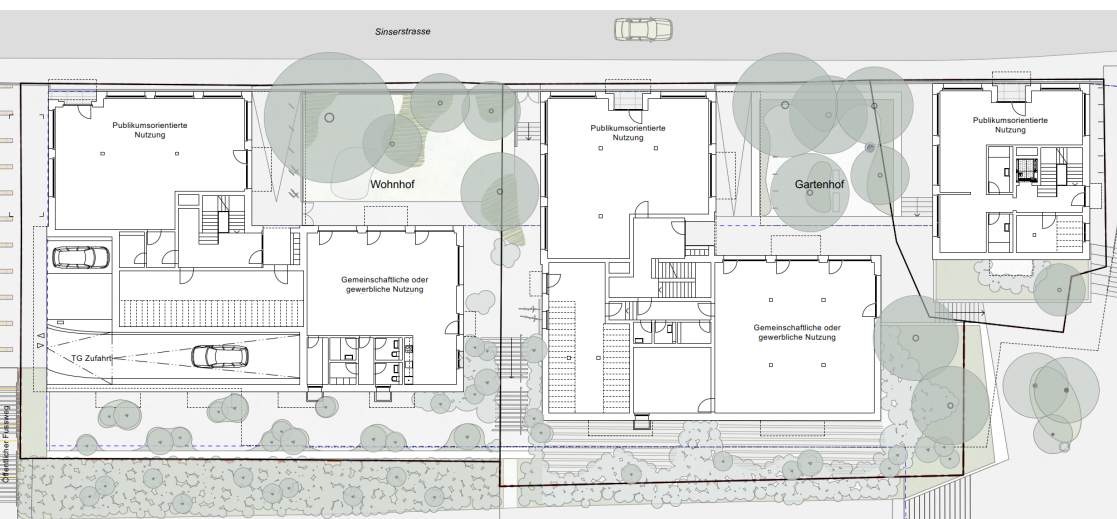 Sinserstrasse
Publikumsorientierte
Nutzung
Publikumsorientierte
Nutzung
Publikumsorientierte
Nutzung
Wohnhof
Gartenhof
Gemeinschaftliche oder
gewerbliche Nutzung
Gemeinschaftliche oder
gewerbliche Nutzung
TG Zufahrt
Öffentlicher Fussweg